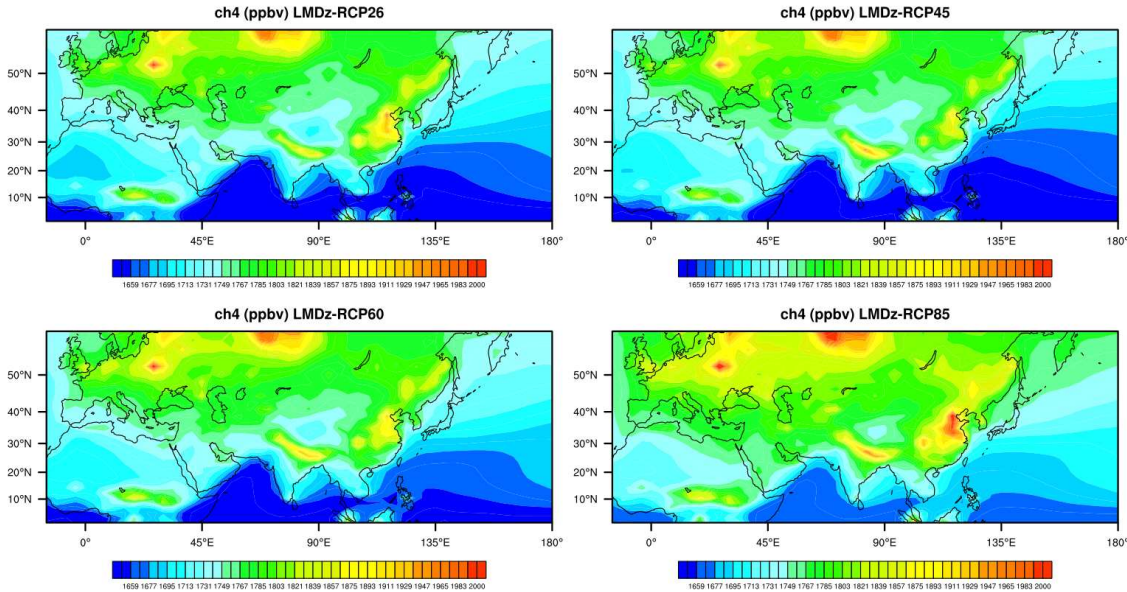 ch4 (ppbv) LMDz-RCP26
50°N
40°N
30°N
20°N
10°N
0° 45°E 90°E 135°E 180°
1659 1677 1695 1713 1731 1749 1767 1785 1803 1821 1839 1857 1875 1893 1911 1929 1947 1965 1983 2000
ch4 (ppbv) LMDz-RCP45
50°N
40°N
30°N
20°N
10°N
0° 45°E 90°E 135°E 180°
1659 1677 1695 1713 1731 1749 1767 1785 1803 1821 1839 1857 1875 1893 1911 1929 1947 1965 1983 2000
ch4 (ppbv) LMDz-RCP60
50°N
40°N
30°N
20°N
10°N
0° 45°E 90°E 135°E 180°
1659 1677 1695 1713 1731 1749 1767 1785 1803 1821 1839 1857 1875 1893 1911 1929 1947 1965 1983 2000
ch4 (ppbv) LMDz-RCP85
50°N
40°N
30°N
20°N
10°N
0° 45°E 90°E 135°E 180°
1659 1677 1695 1713 1731 1749 1767 1785 1803 1821 1839 1857 1875 1893 1911 1929 1947 1965 1983 2000